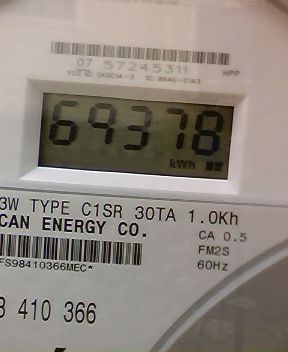 07 57245311
HPP
69378
kWh
3W TYPE C1SR 30TA 1.0Kh
CAN ENERGY CO.
CA 0.5
FM2S
60Hz
FS98410366MEC*
410 366